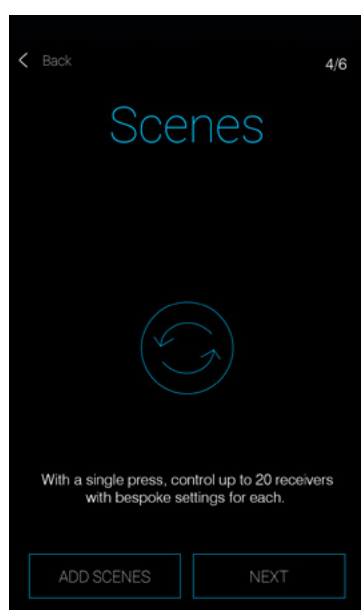 Back
4/6
Scenes
With a single press, control up to 20 receivers
with bespoke settings for each.
ADD SCENES
NEXT